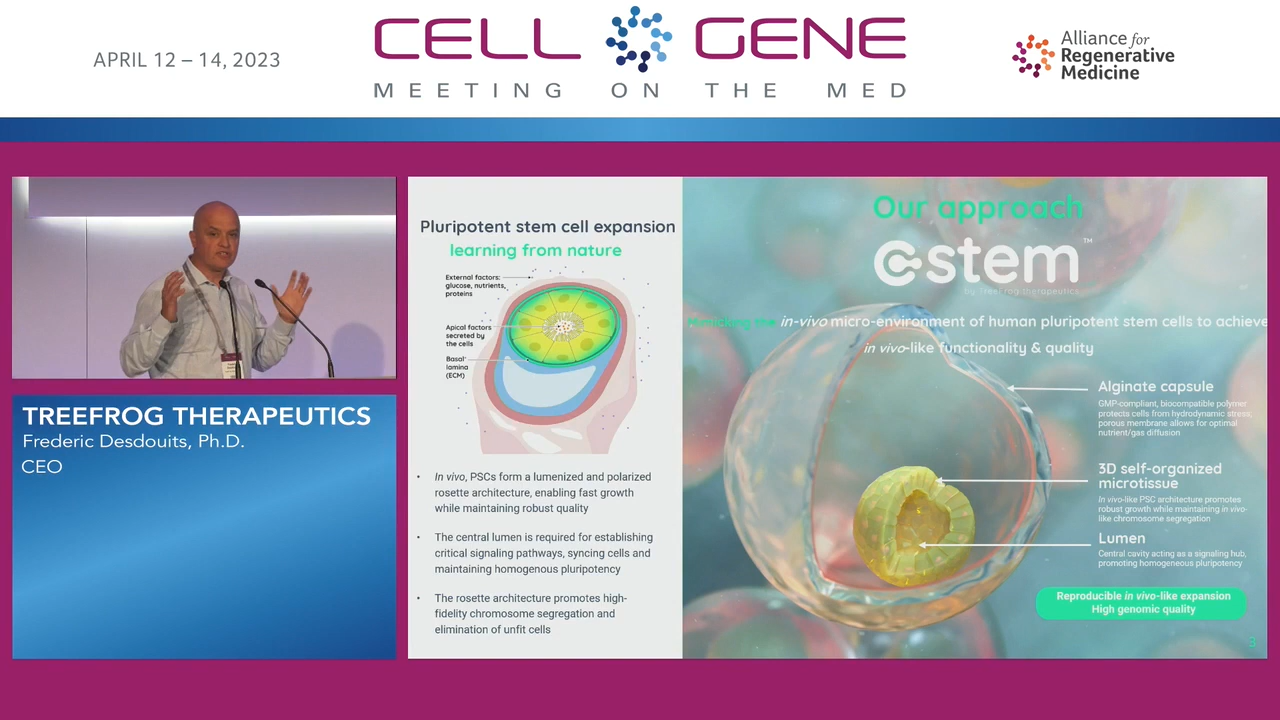 APRIL 12 – 14, 2023
CELL GENE
MEETING ON THE MED
Alliance for
Regenerative
Medicine
TREEFROG THERAPEUTICS
Frederic Desdouits, Ph.D.
CEO
Pluripotent stem cell expansion
learning from nature
External factors:
glucose, nutrients,
proteins
Apical factors
secreted by
the cells
Basal
lamina
(ECM)
• In vivo, PSCs form a lumenized and polarized
rosette architecture, enabling fast growth
while maintaining robust quality
• The central lumen is required for establishing
critical signaling pathways, syncing cells and
maintaining homogenous pluripotency
• The rosette architecture promotes high-
fidelity chromosome segregation and
elimination of unfit cells
Our approach
C-stem™
by TreeFrog therapeutics
in-vivo micro-environment of human pluripotent stem cells to achieve
in vivo-like functionality & quality
Alginate capsule
GMP-compliant, biocompatible polymer
protects cells from hydrodynamic stress,
porous membrane allows for optimal
nutrient/gas diffusion
3D self-organized
microtissue
In vivo-like PSC architecture promotes
robust growth while maintaining in vivo-
like chromosome segregation
Lumen
Central cavity acting as a signaling hub,
promoting homogeneous pluripotency
Reproducible in vivo-like expansion
High genomic quality
3